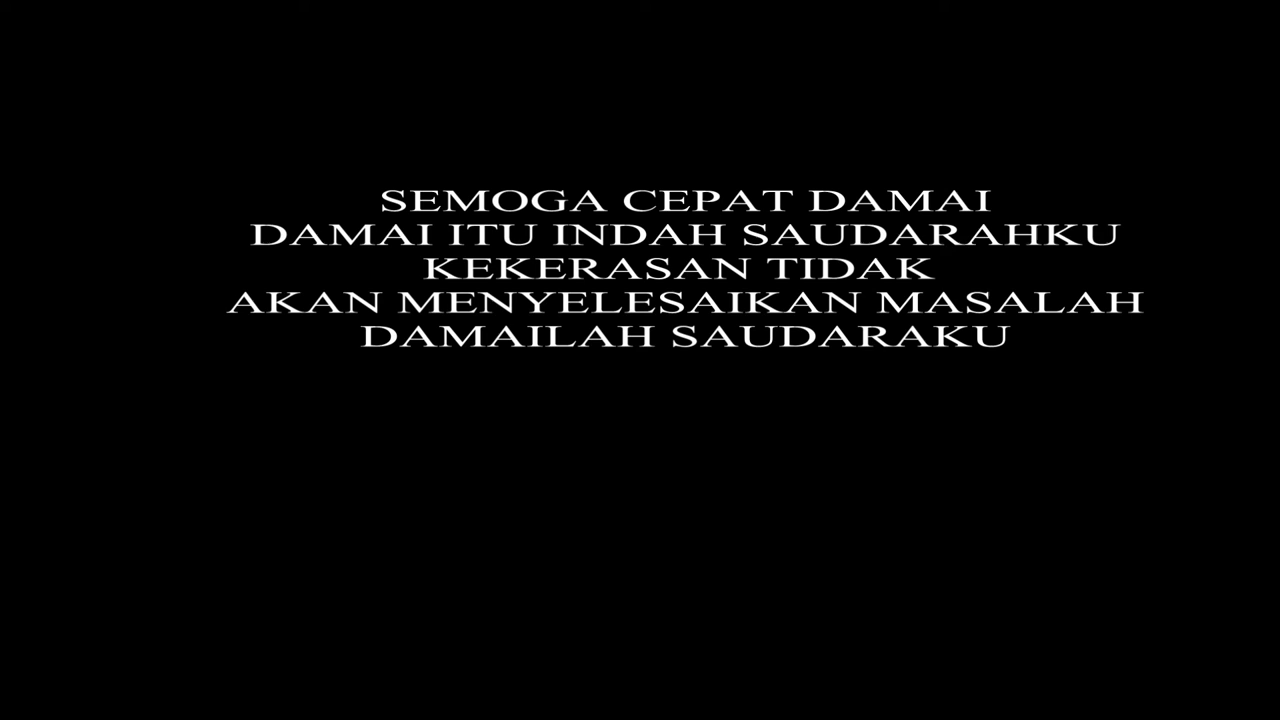 SEMOGA CEPAT DAMAI
DAMAI ITU INDAH SAUDARAHKU
KEKERASAN TIDAK
AKAN MENYELESAIKAN MASALAH
DAMAILAH SAUDARAKU